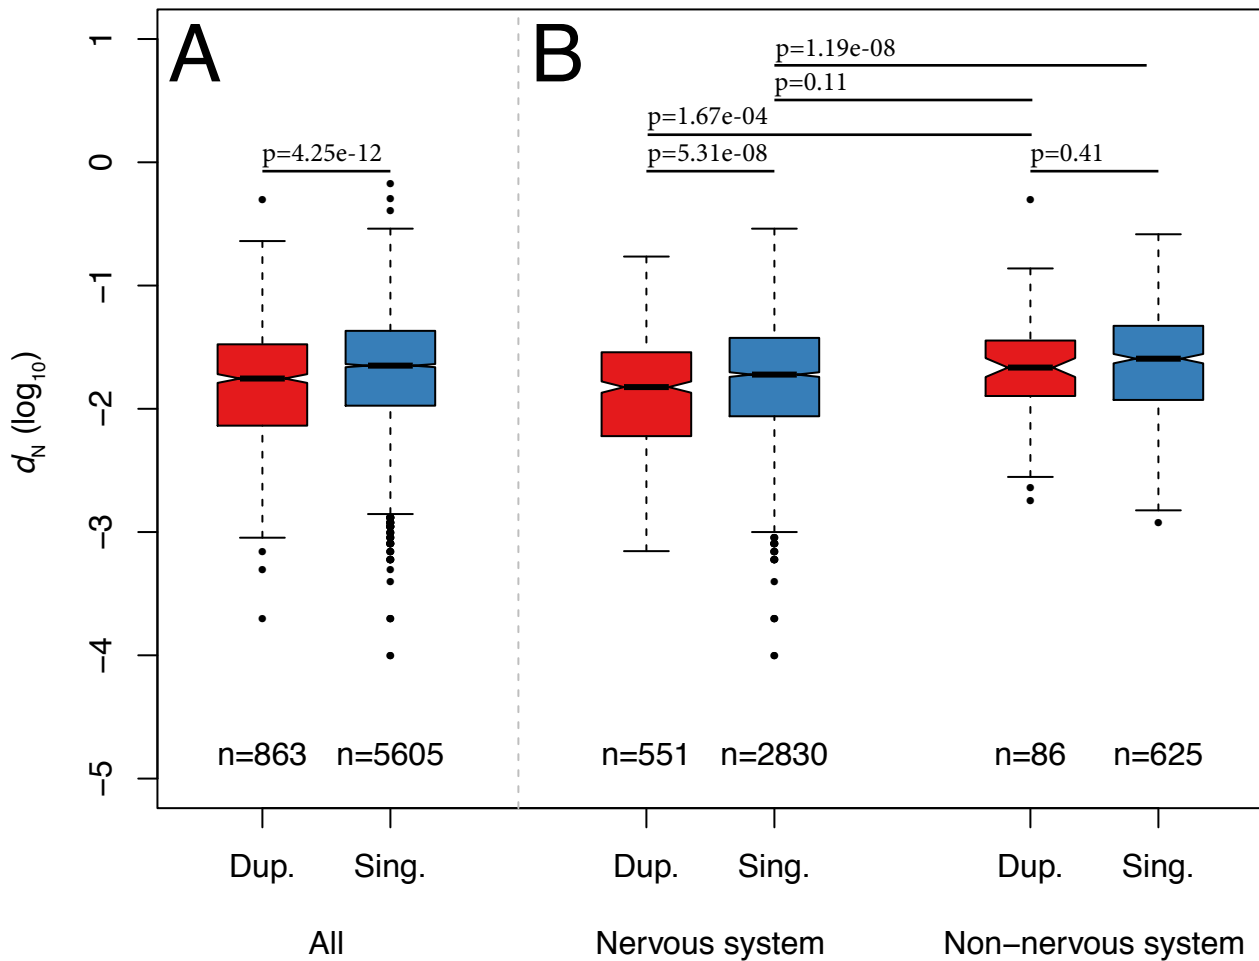 A
B
p=1.19e-08
p=0.11
p=1.67e-04
p=4.25e-12
p=5.31e-08
p=0.41
1
0
−1
−2
−3
−4
−5
d_N (log_10)
n=863 n=5605 n=551 n=2830 n=86 n=625
Dup. Sing. Dup. Sing. Dup. Sing.
All Nervous system Non−nervous system